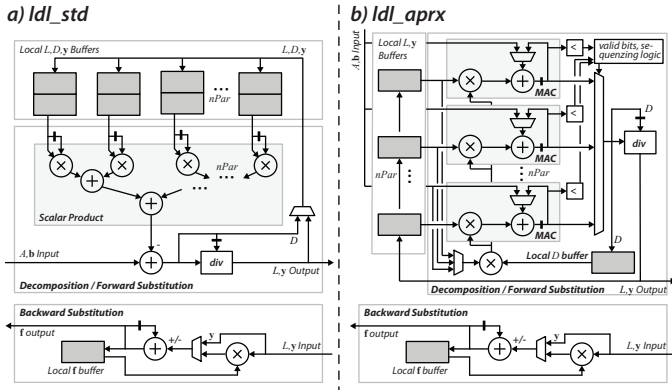 a) ldl_std
Local L,D,y Buffers
L,D,y
...
nPar
× × × ×
+
nPar
...
...
+
Scalar Product
-
D
A,b Input
+
div
L,y Output
Decomposition / Forward Substitution
Backward Substitution
f output
+/-
y
+
L,y Input
×
Local f buffer
b) ldl_aprx
A,b Input
Local L,y
Buffers
<
valid bits, se-
quenzing logic
× +
MAC
<
D
× +
MAC
div
nPar
...
... nPar
<
× +
MAC
D
×
Local D buffer
L,y Output
Decomposition / Forward Substitution
Backward Substitution
f output
+/-
y
+
L,y Input
×
Local f buffer